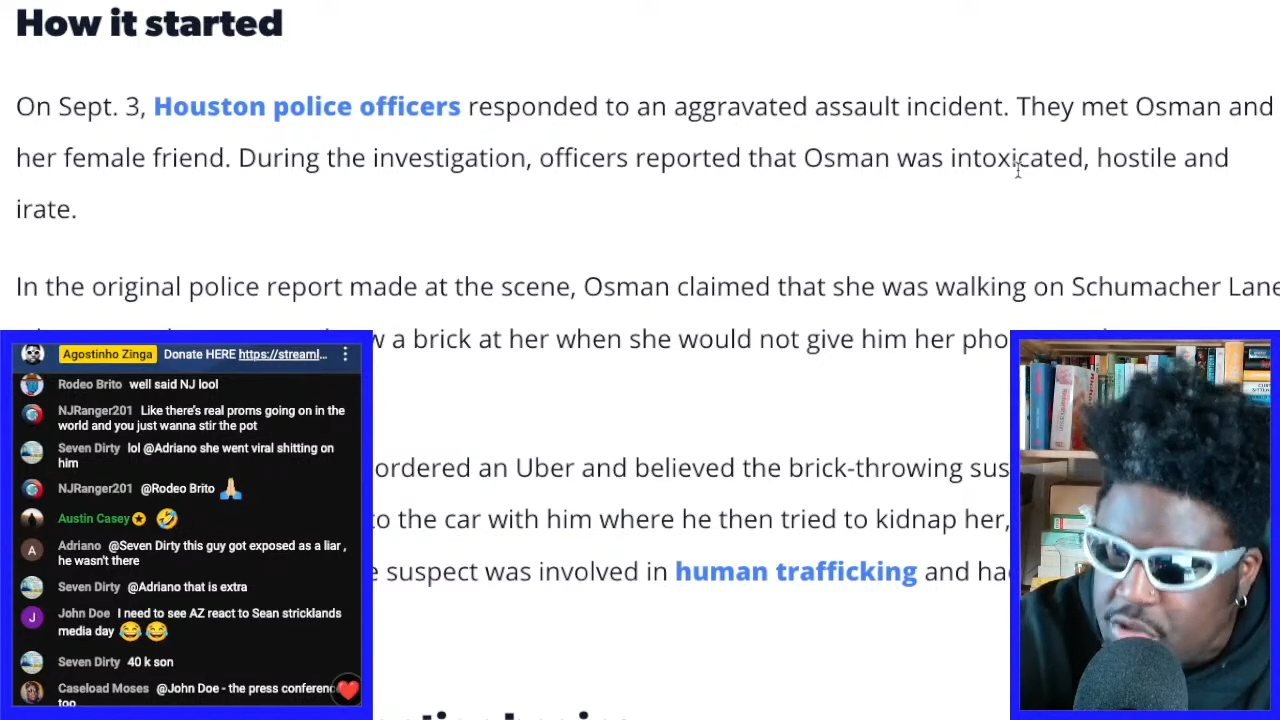 How it started
On Sept. 3, Houston police officers responded to an aggravated assault incident. They met Osman and
her female friend. During the investigation, officers reported that Osman was intoxicated, hostile and
irate.
In the original police report made at the scene, Osman claimed that she was walking on Schumacher Lane
w a brick at her when she would not give him her pho
ordered an Uber and believed the brick-throwing sus
o the car with him where he then tried to kidnap her,
e suspect was involved in human trafficking and ha
Agostinho Zinga Donate HERE https://streaml...
Rodeo Brito well said NJ lool
NJRanger201 Like there's real proms going on in the
world and you just wanna stir the pot
Seven Dirty lol @Adriano she went viral shitting on
him
NJRanger201 @Rodeo Brito 🙏🏻
Austin Casey 🤣
A Adriano @Seven Dirty this guy got exposed as a liar ,
he wasn't there
Seven Dirty @Adriano that is extra
J John Doe I need to see AZ react to Sean stricklands
media day 😂😂
Seven Dirty 40 k son
Caseload Moses @John Doe - the press conferenc
too